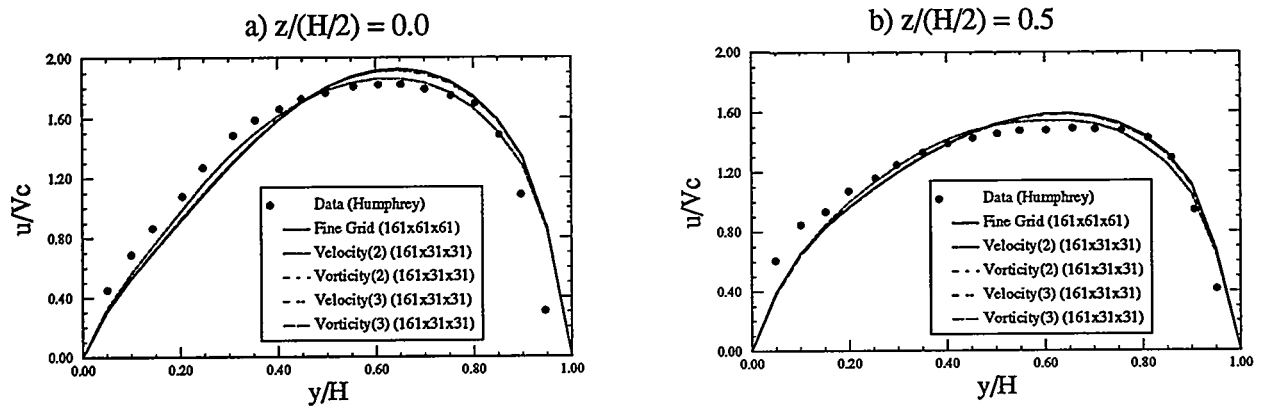 a) z/(H/2) = 0.0
2.00
1.60
1.20
0.80
0.40
0.00
u/Vc
Data (Humphrey)
Fine Grid (161x61x61)
Velocity(2) (161x31x31)
Vorticity(2) (161x31x31)
Velocity(3) (161x31x31)
Vorticity(3) (161x31x31)
0.00 0.20 0.40 0.60 0.80 1.00
y/H
b) z/(H/2) = 0.5
2.00
1.60
1.20
0.80
0.40
0.00
u/Vc
Data (Humphrey)
Fine Grid (161x61x61)
Velocity(2) (161x31x31)
Vorticity(2) (161x31x31)
Velocity(3) (161x31x31)
Vorticity(3) (161x31x31)
0.00 0.20 0.40 0.60 0.80 1.00
y/H